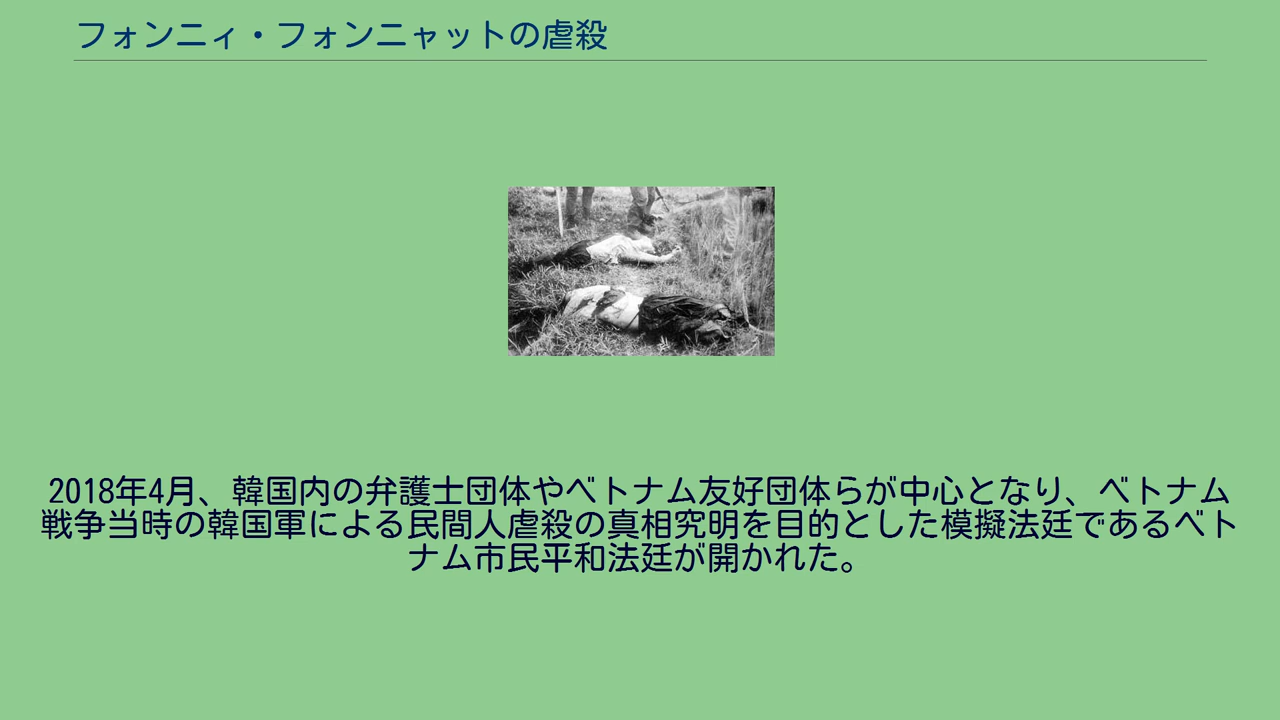 フォンニィ・フォンニャットの虐殺
2018年4月、韓国内の弁護士団体やベトナム友好団体らが中心となり、ベトナム
戦争当時の韓国軍による民間人虐殺の真相究明を目的とした模擬法廷であるベト
ナム市民平和法廷が開かれた。